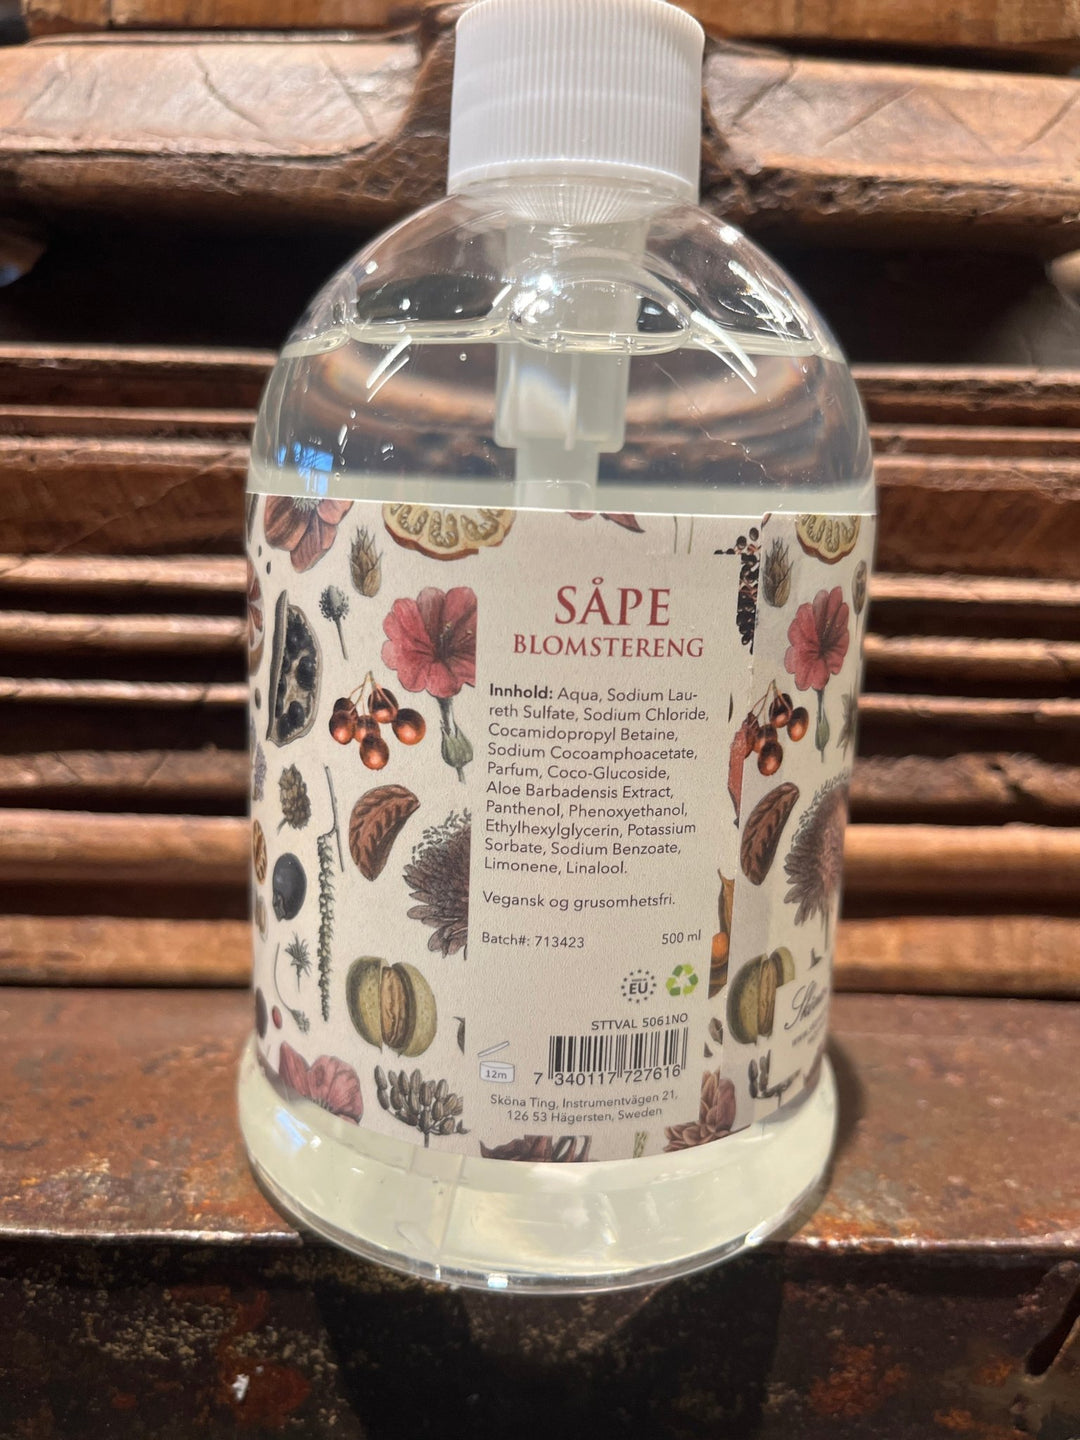 SÅPE
BLOMSTERENG
Innhold: Aqua, Sodium Lau-
reth Sulfate, Sodium Chloride,
Cocamidopropyl Betaine,
Sodium Cocoamphoacetate,
Parfum, Coco-Glucoside,
Aloe Barbadensis Extract,
Panthenol, Phenoxyethanol,
Ethylhexylglycerin, Potassium
Sorbate, Sodium Benzoate,
Limonene, Linalool.
Vegansk og grusomhetsfri.
Batch#: 713423 500 ml
EU
STTVAL 5061NO
12m
7 340117 727616
Sköna Ting, Instrumentvägen 21,
126 53 Hägersten, Sweden